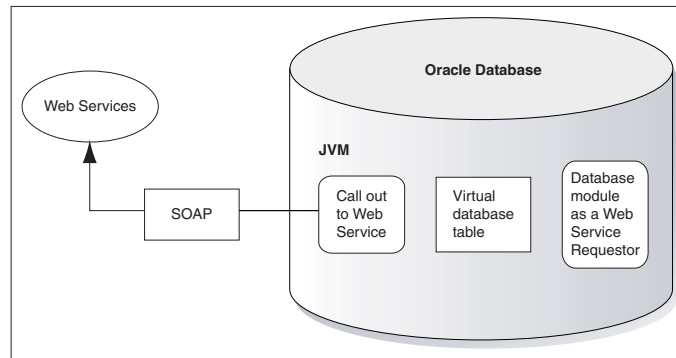 Oracle Database
Web Services
JVM
SOAP
Call out
to Web
Service
Virtual
database
table
Database
module
as a Web
Service
Requestor